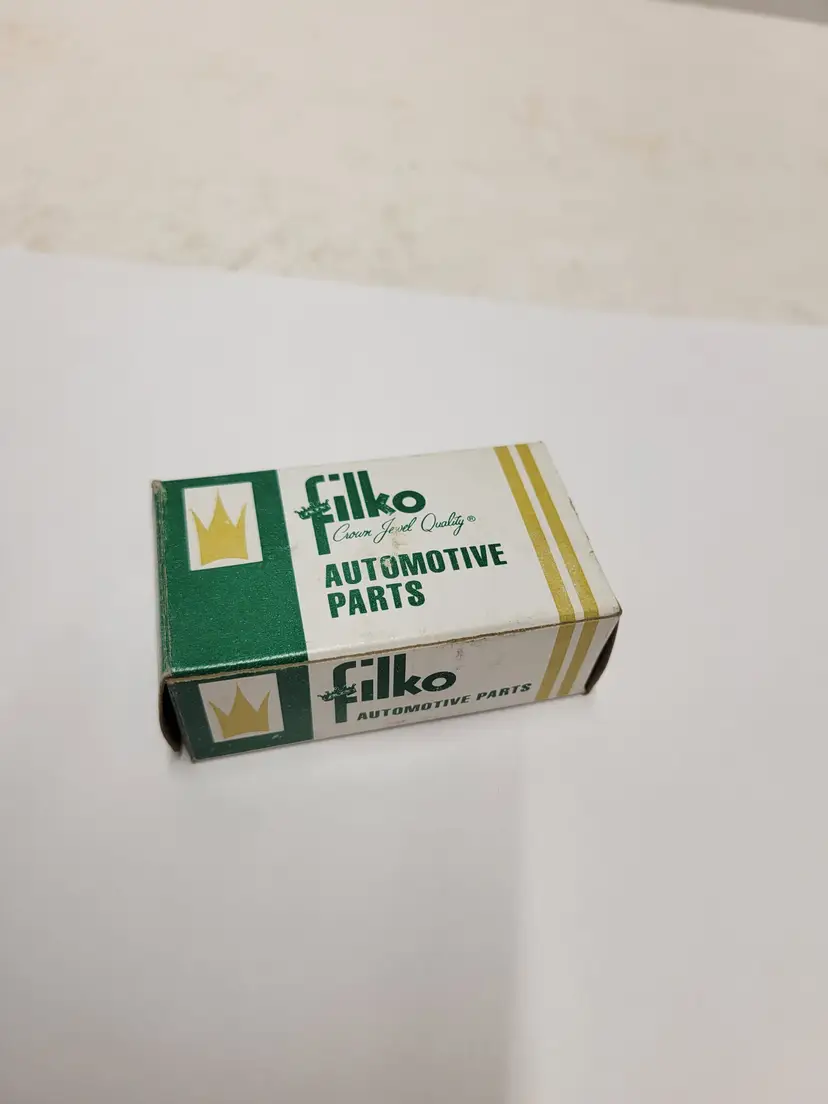 filko
Crown Jewel Quality®
AUTOMOTIVE
PARTS
filko
AUTOMOTIVE PARTS